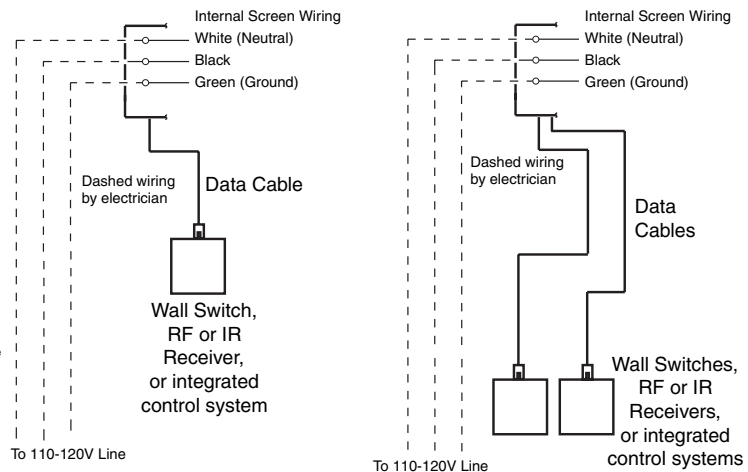 Internal Screen Wiring
White (Neutral)
Black
Green (Ground)
Dashed wiring
by electrician
Data Cable
Wall Switch,
RF or IR
Receiver,
or integrated
control system
To 110-120V Line
Internal Screen Wiring
White (Neutral)
Black
Green (Ground)
Dashed wiring
by electrician
Data
Cables
Wall Switches,
RF or IR
Receivers,
or integrated
control systems
To 110-120V Line